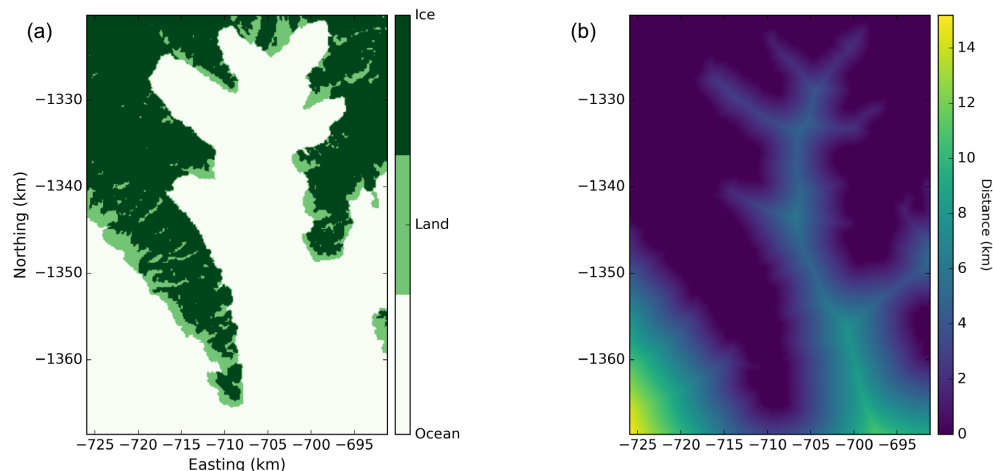 (a)
Ice
Land
Ocean
−1330
−1340
−1350
−1360
Northing (km)
−725 −720 −715 −710 −705 −700 −695
Easting (km)
(b)
14
12
10
8
6
4
2
0
Distance (km)
−1330
−1340
−1350
−1360
−725 −720 −715 −710 −705 −700 −695